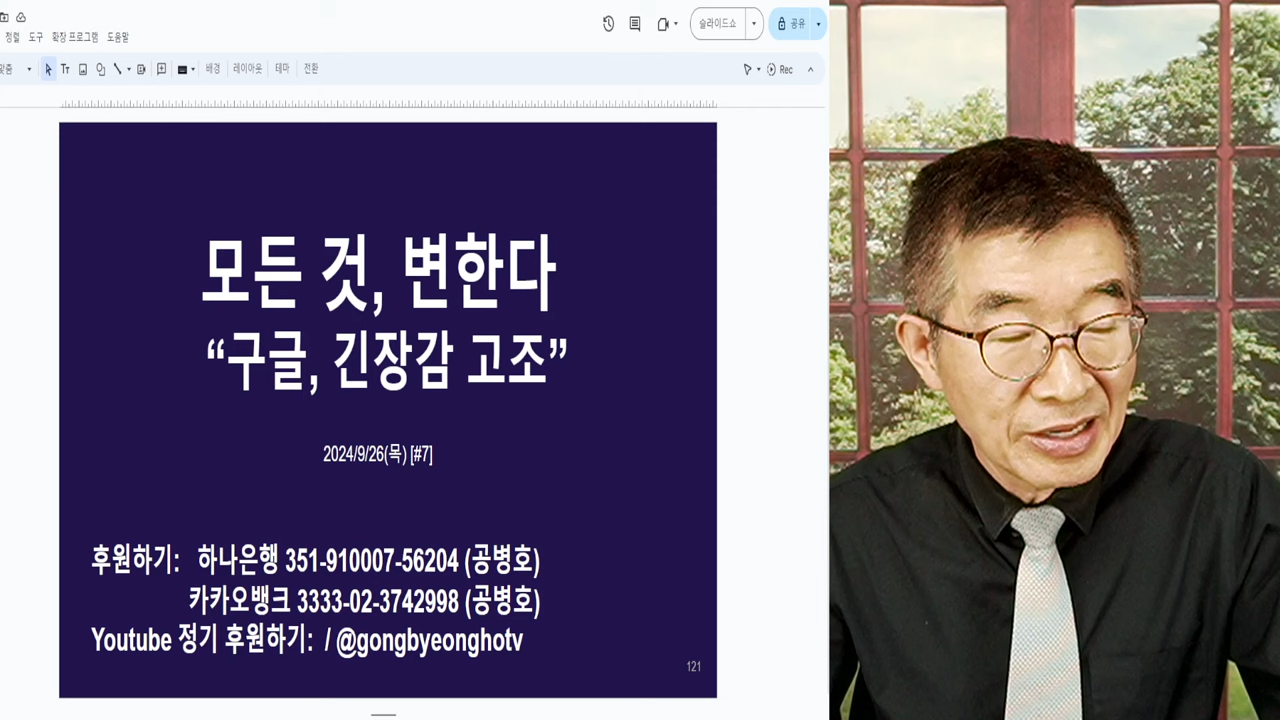 정렬 도구 확장 프로그램 도움말
슬라이드쇼
공유
맞춤
배경 레이아웃 테마 전환
Rec
모든 것, 변한다
“구글, 긴장감 고조”
2024/9/26(목) [#7]
후원하기: 하나은행 351-910007-56204 (공병호)
카카오뱅크 3333-02-3742998 (공병호)
Youtube 정기 후원하기: / @gongbyeonghotv
121